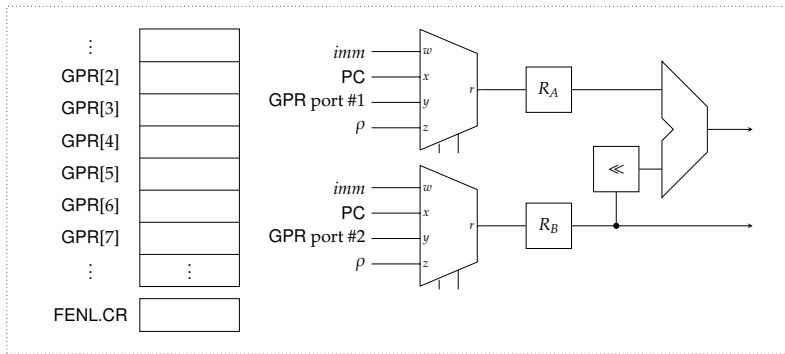 ⋮
GPR[2]
GPR[3]
GPR[4]
GPR[5]
GPR[6]
GPR[7]
⋮ ⋮
FENL.CR
imm w
PC x
GPR port #1 y
ρ z
r
R_A
imm w
PC x
GPR port #2 y
ρ z
r
R_B
≪